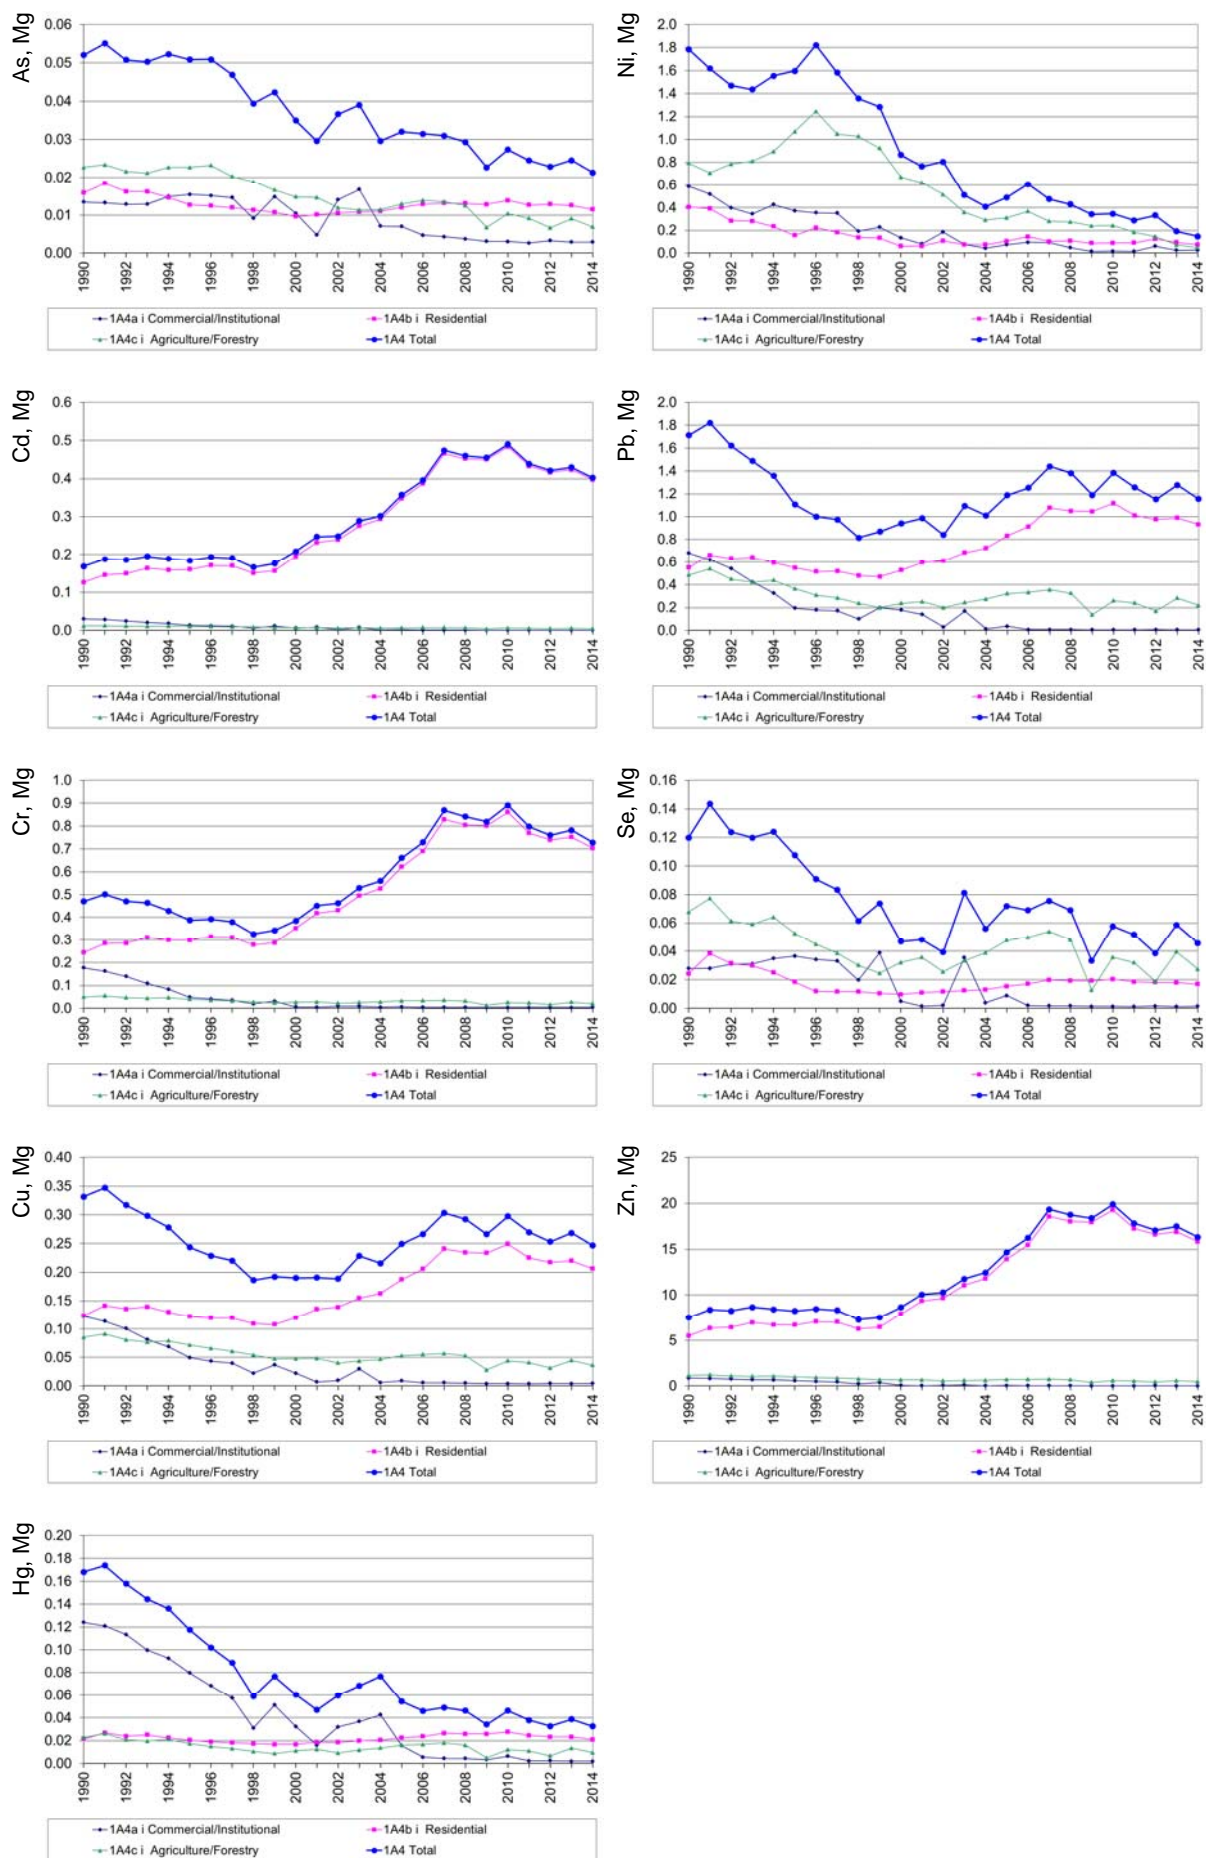 As, Mg
0.06
0.05
0.04
0.03
0.02
0.01
0.00
1990 1992 1994 1996 1998 2000 2002 2004 2006 2008 2010 2012 2014
1A4a i Commercial/Institutional 1A4b i Residential
1A4c i Agriculture/Forestry 1A4 Total
Ni, Mg
2.0
1.8
1.6
1.4
1.2
1.0
0.8
0.6
0.4
0.2
0.0
1990 1992 1994 1996 1998 2000 2002 2004 2006 2008 2010 2012 2014
1A4a i Commercial/Institutional 1A4b i Residential
1A4c i Agriculture/Forestry 1A4 Total
Cd, Mg
0.6
0.5
0.4
0.3
0.2
0.1
0.0
1990 1992 1994 1996 1998 2000 2002 2004 2006 2008 2010 2012 2014
1A4a i Commercial/Institutional 1A4b i Residential
1A4c i Agriculture/Forestry 1A4 Total
Pb, Mg
2.0
1.8
1.6
1.4
1.2
1.0
0.8
0.6
0.4
0.2
0.0
1990 1992 1994 1996 1998 2000 2002 2004 2006 2008 2010 2012 2014
1A4a i Commercial/Institutional 1A4b i Residential
1A4c i Agriculture/Forestry 1A4 Total
Cr, Mg
1.0
0.9
0.8
0.7
0.6
0.5
0.4
0.3
0.2
0.1
0.0
1990 1992 1994 1996 1998 2000 2002 2004 2006 2008 2010 2012 2014
1A4a i Commercial/Institutional 1A4b i Residential
1A4c i Agriculture/Forestry 1A4 Total
Se, Mg
0.16
0.14
0.12
0.10
0.08
0.06
0.04
0.02
0.00
1990 1992 1994 1996 1998 2000 2002 2004 2006 2008 2010 2012 2014
1A4a i Commercial/Institutional 1A4b i Residential
1A4c i Agriculture/Forestry 1A4 Total
Cu, Mg
0.40
0.35
0.30
0.25
0.20
0.15
0.10
0.05
0.00
1990 1992 1994 1996 1998 2000 2002 2004 2006 2008 2010 2012 2014
1A4a i Commercial/Institutional 1A4b i Residential
1A4c i Agriculture/Forestry 1A4 Total
Zn, Mg
25
20
15
10
5
0
1990 1992 1994 1996 1998 2000 2002 2004 2006 2008 2010 2012 2014
1A4a i Commercial/Institutional 1A4b i Residential
1A4c i Agriculture/Forestry 1A4 Total
Hg, Mg
0.20
0.18
0.16
0.14
0.12
0.10
0.08
0.06
0.04
0.02
0.00
1990 1992 1994 1996 1998 2000 2002 2004 2006 2008 2010 2012 2014
1A4a i Commercial/Institutional 1A4b i Residential
1A4c i Agriculture/Forestry 1A4 Total